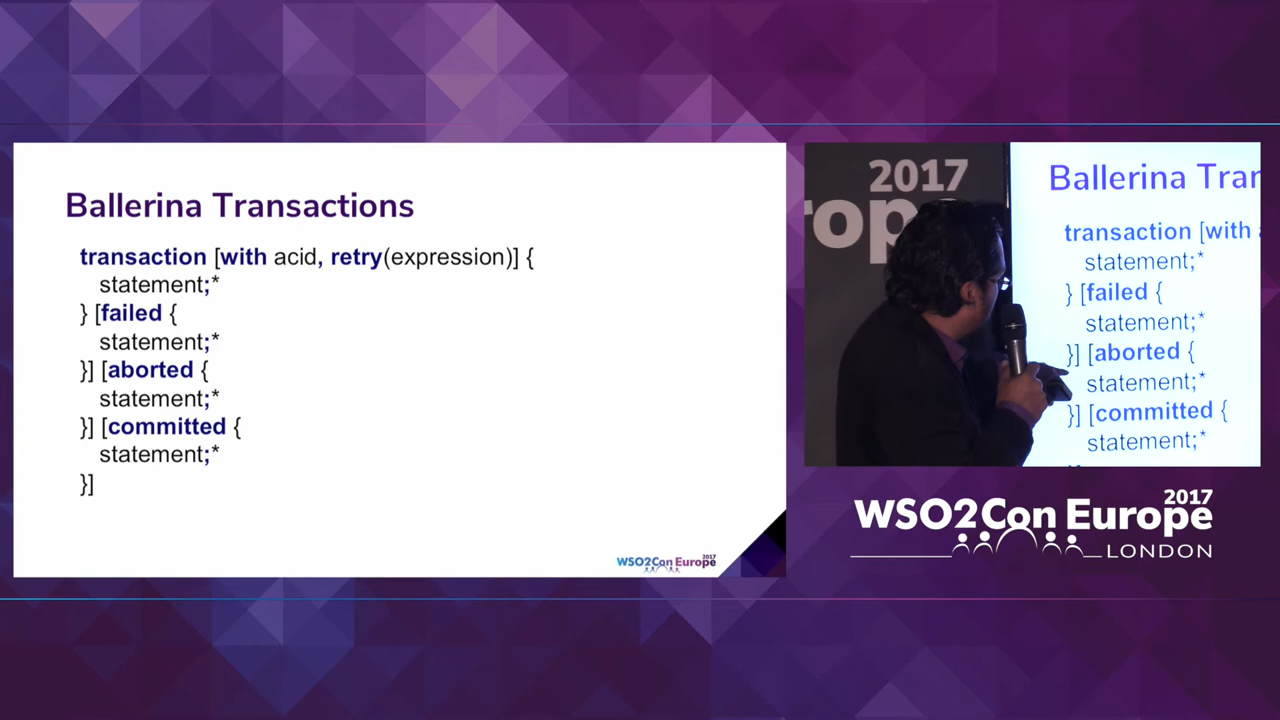 Ballerina Transactions
transaction [with acid, retry(expression)] {
statement;*
} [failed {
statement;*
}] [aborted {
statement;*
}] [committed {
statement;*
}]
WSO2Con Europe 2017
2017
urope
Ballerina Tran
transaction [with a
statement;*
} [failed {
statement;*
}] [aborted {
statement;*
}] [committed {
statement;*
2017
WSO2Con Europe
LONDON